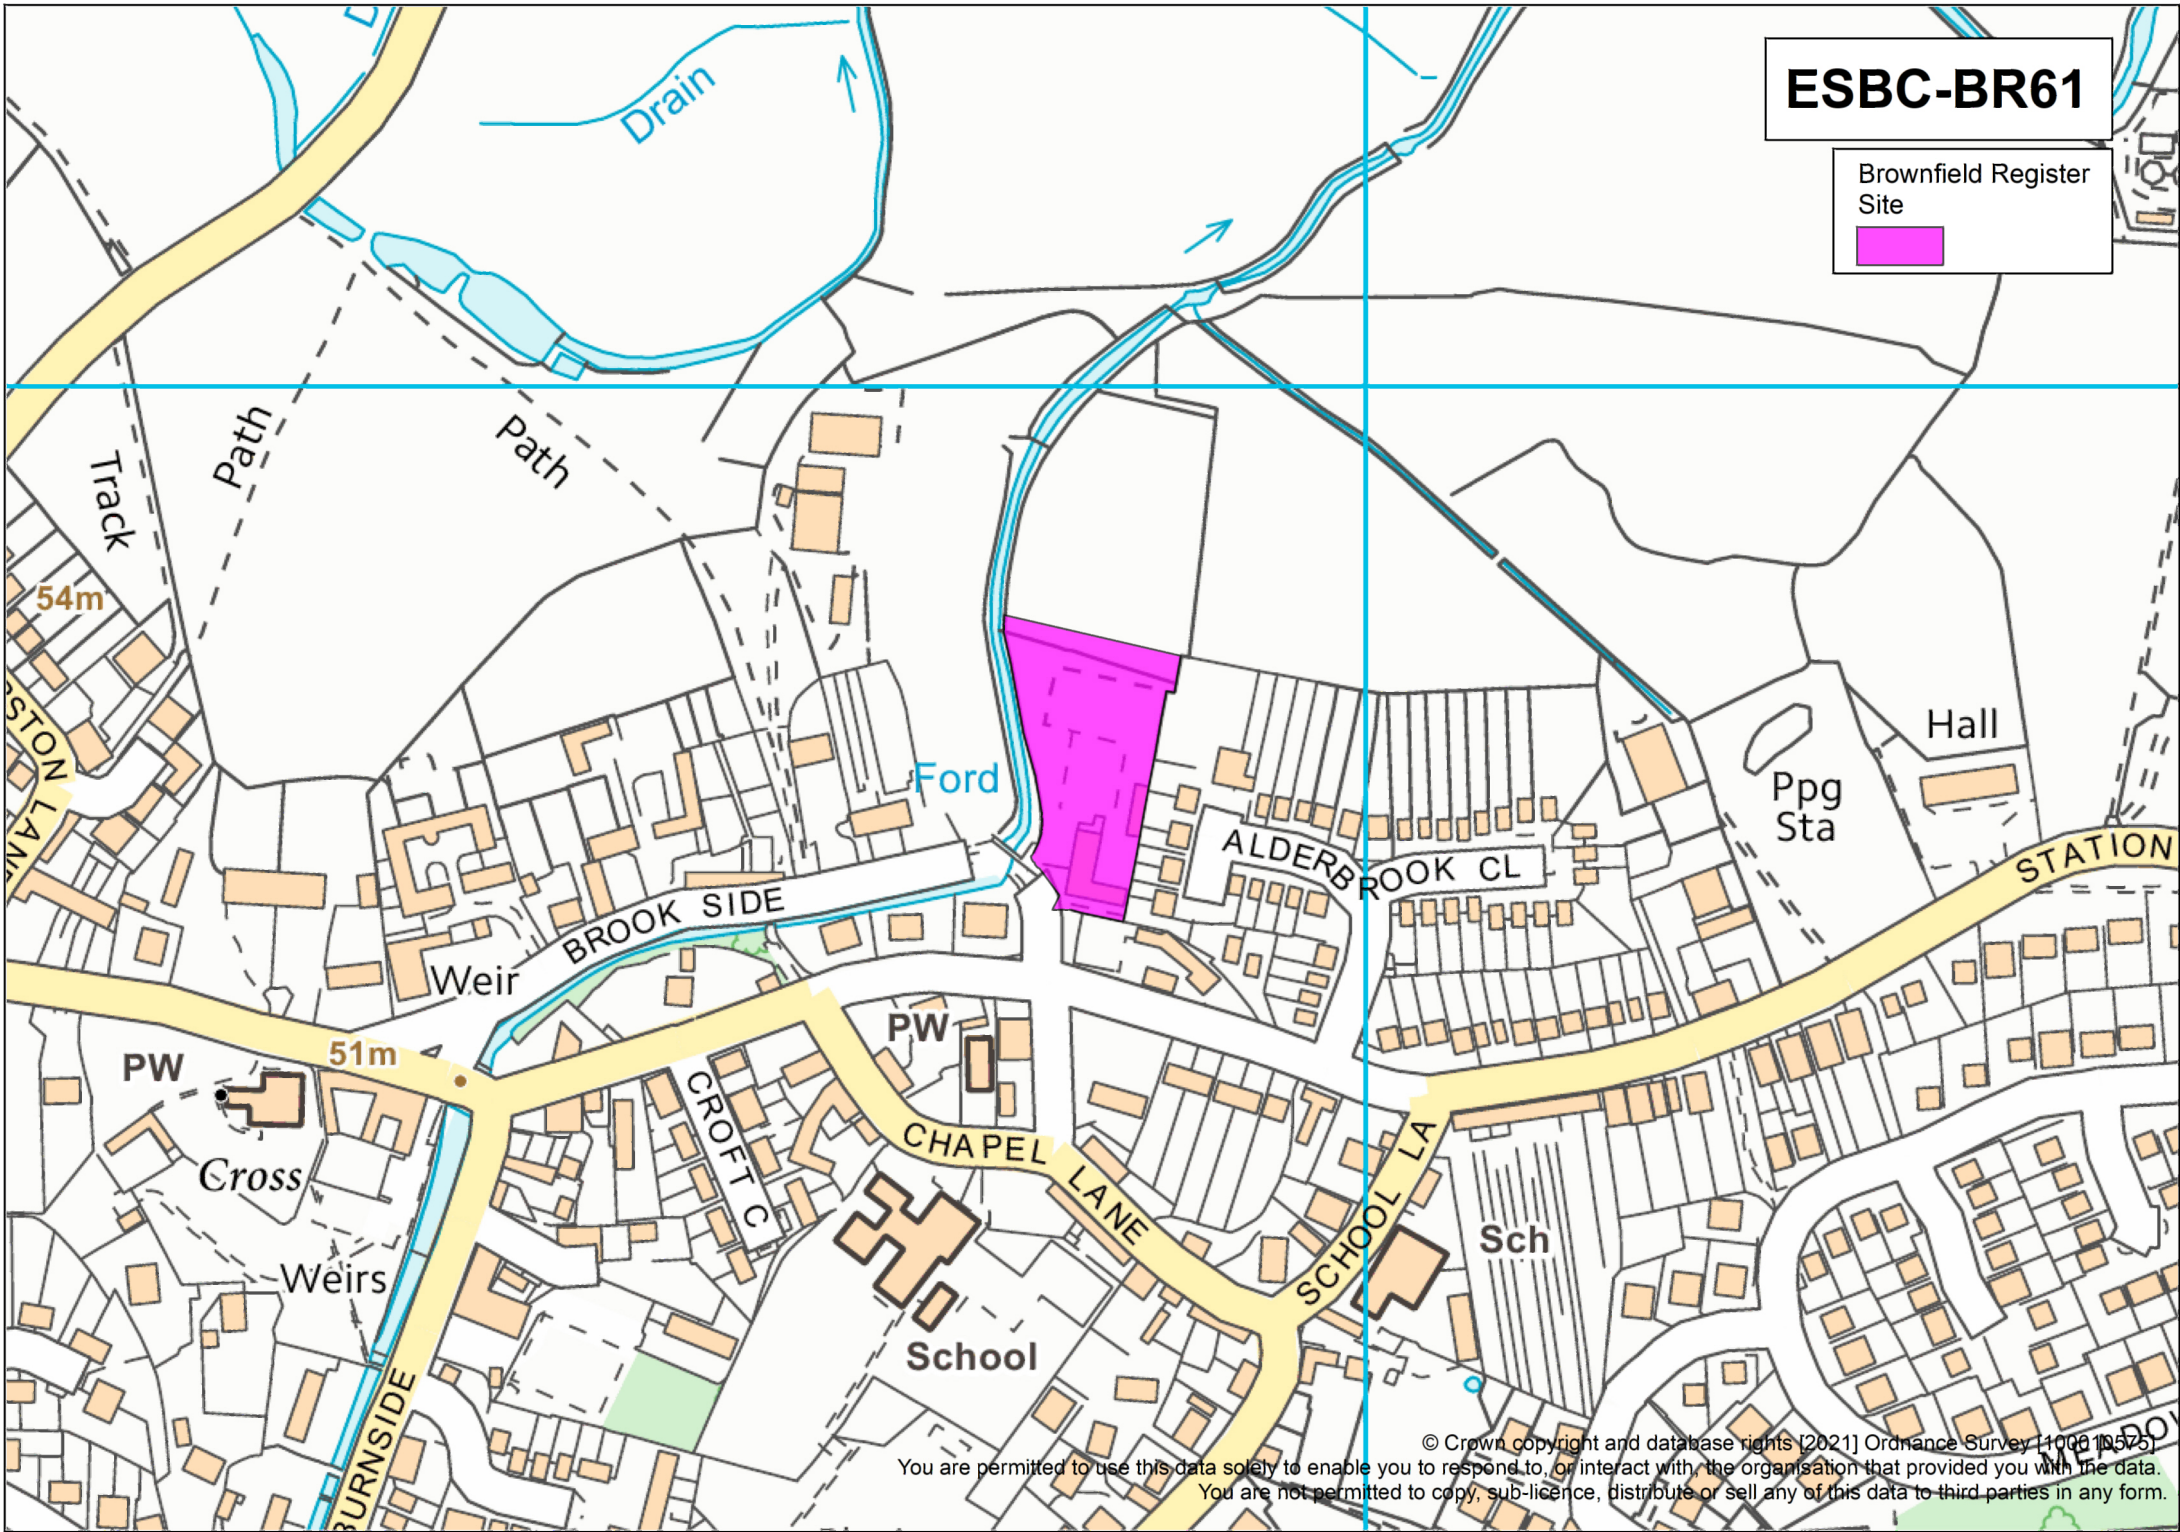 ESBC-BR61
Brownfield Register
Site
Drain
Path
Path
Track
54m
Ford
Hall
Ppg
Sta
ALDERBROOK CL
STATION
BROOK SIDE
Weir
PW
51m
PW
Cross
CROFT C
CHAPEL LANE
SCHOOL LA
Sch
Weirs
School
BURNSIDE
© Crown copyright and database rights [2021] Ordnance Survey [100010575].
You are permitted to use this data solely to enable you to respond to, or interact with, the organisation that provided you with the data.
You are not permitted to copy, sub-licence, distribute or sell any of this data to third parties in any form.